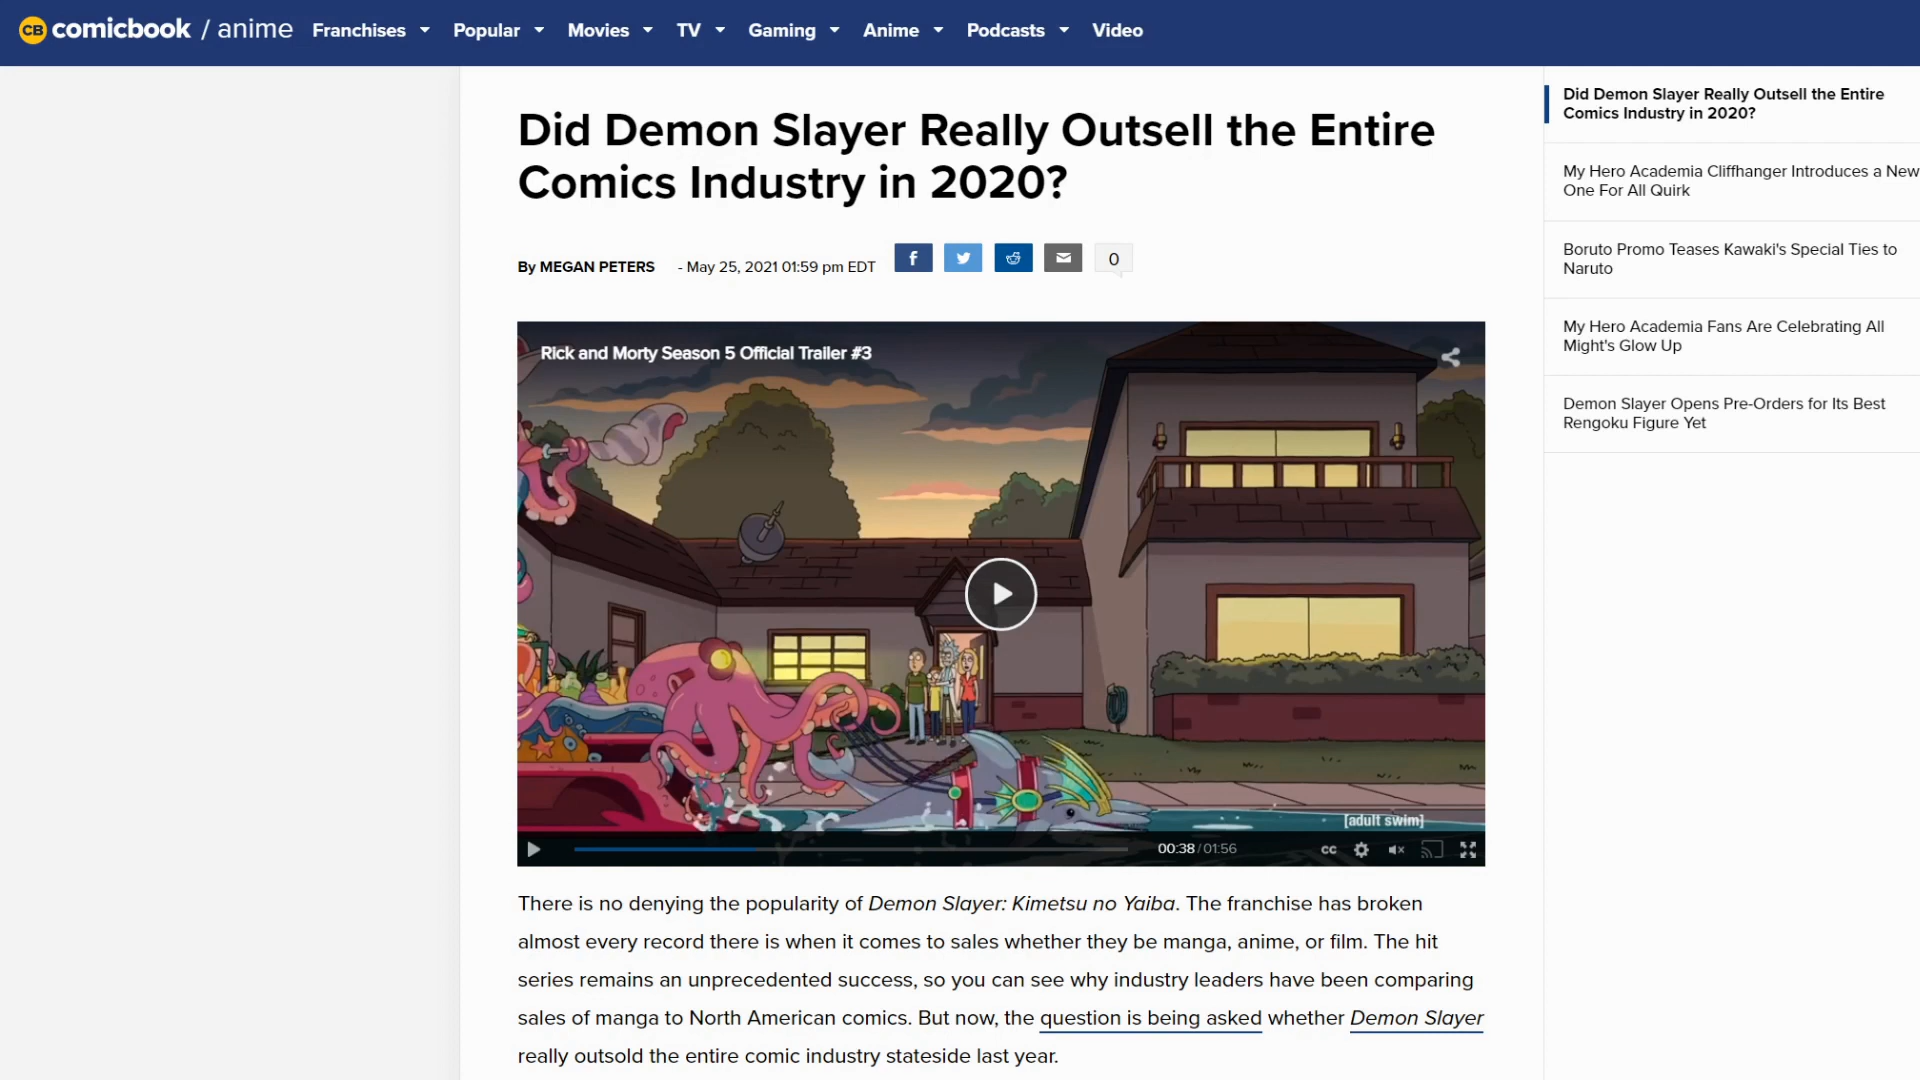 CB comicbook / anime Franchises Popular Movies TV Gaming Anime Podcasts Video
Did Demon Slayer Really Outsell the Entire
Comics Industry in 2020?
By MEGAN PETERS - May 25, 2021 01:59 pm EDT f 0
Rick and Morty Season 5 Official Trailer #3
[adult swim]
00:38/01:56 CC
There is no denying the popularity of Demon Slayer: Kimetsu no Yaiba. The franchise has broken
almost every record there is when it comes to sales whether they be manga, anime, or film. The hit
series remains an unprecedented success, so you can see why industry leaders have been comparing
sales of manga to North American comics. But now, the question is being asked whether Demon Slayer
really outsold the entire comic industry stateside last year.
Did Demon Slayer Really Outsell the Entire
Comics Industry in 2020?
My Hero Academia Cliffhanger Introduces a New
One For All Quirk
Boruto Promo Teases Kawaki's Special Ties to
Naruto
My Hero Academia Fans Are Celebrating All
Might's Glow Up
Demon Slayer Opens Pre-Orders for Its Best
Rengoku Figure Yet